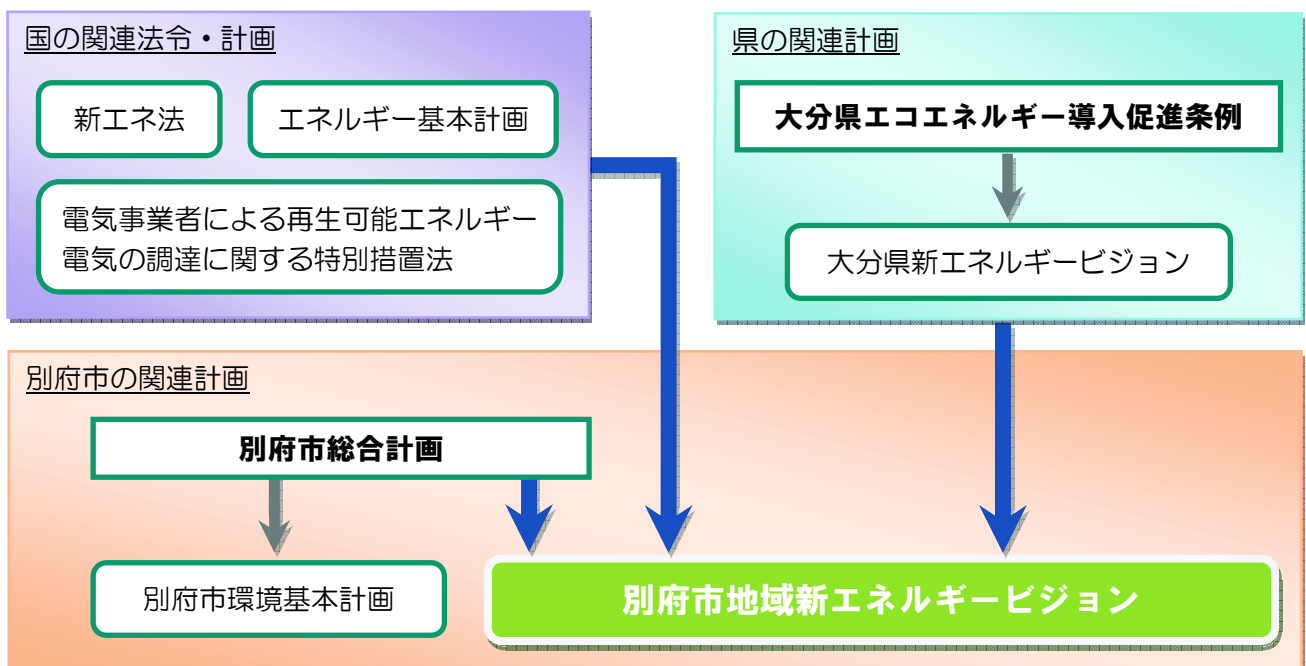 国の関連法令・計画
新エネ法
エネルギー基本計画
電気事業者による再生可能エネルギー
電気の調達に関する特別措置法
県の関連計画
大分県エコエネルギー導入促進条例
大分県新エネルギービジョン
別府市の関連計画
別府市総合計画
別府市環境基本計画
別府市地域新エネルギービジョン